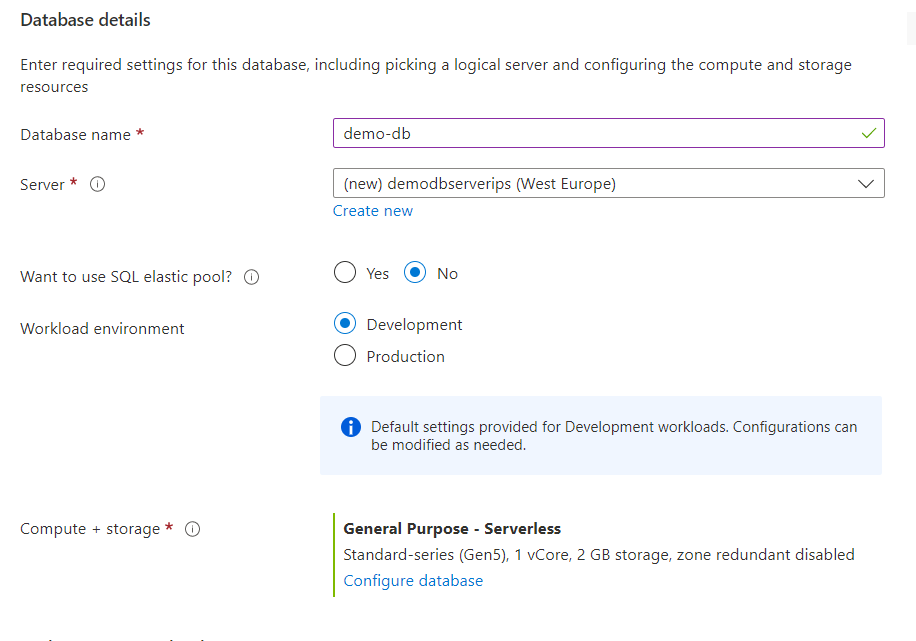 Database details
Enter required settings for this database, including picking a logical server and configuring the compute and storage
resources
Database name *
demo-db
Server *
(new) demodbserverips (West Europe)
Create new
Want to use SQL elastic pool?
Yes
No
Workload environment
Development
Production
Default settings provided for Development workloads. Configurations can
be modified as needed.
Compute + storage *
General Purpose - Serverless
Standard-series (Gen5), 1 vCore, 2 GB storage, zone redundant disabled
Configure database